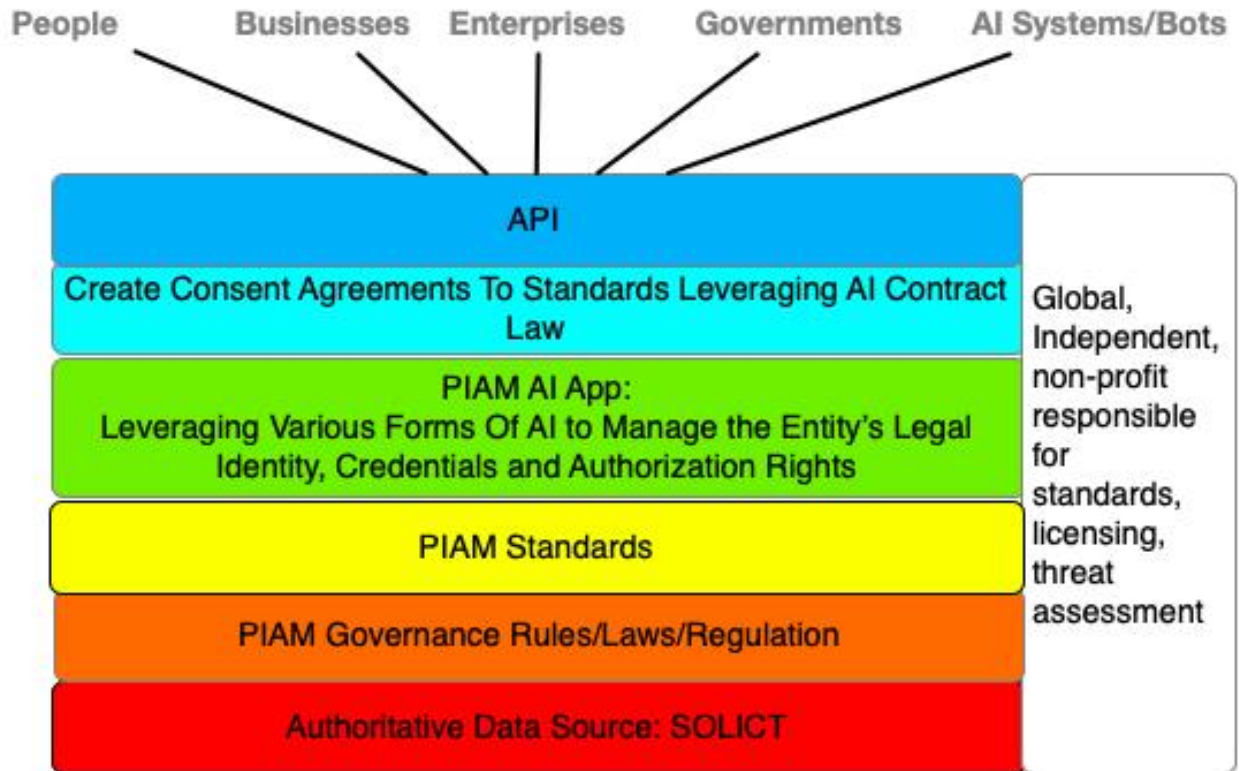 People Businesses Enterprises Governments AI Systems/Bots
API
Create Consent Agreements To Standards Leveraging AI Contract
Law
PIAM AI App:
Leveraging Various Forms Of AI to Manage the Entity's Legal
Identity, Credentials and Authorization Rights
PIAM Standards
PIAM Governance Rules/Laws/Regulation
Authoritative Data Source: SOLICT
Global,
Independent,
non-profit
responsible
for
standards,
licensing,
threat
assessment